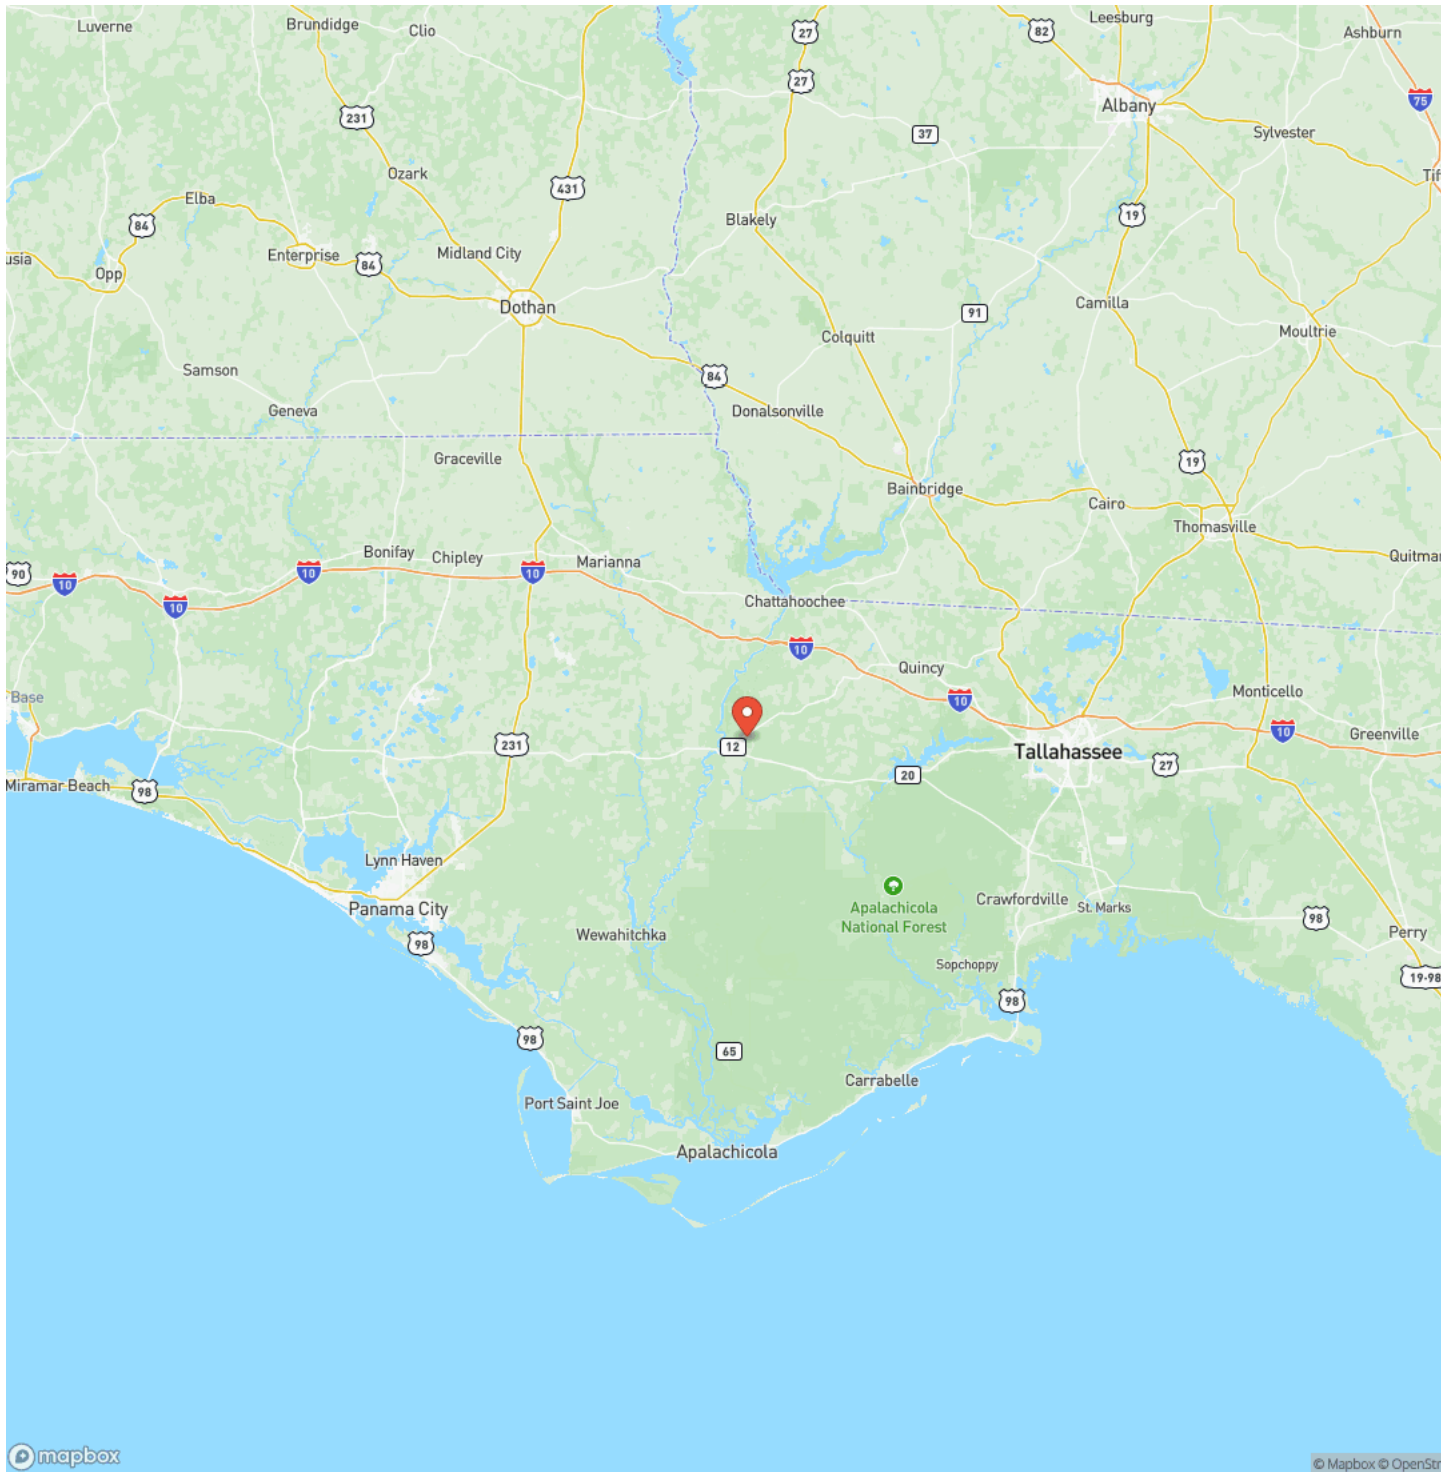 Luverne
Brundidge
Clio
27
82
Leesburg
Ashburn
27
75
231
Albany
37
Sylvester
Ozark
431
Tif
Elba
84
19
Blakely
Enterprise
84
Midland City
usia
Opp
Dothan
91
Camilla
Moultrie
Colquitt
Samson
84
Geneva
Donalsonville
Graceville
19
Bainbridge
Cairo
Thomasville
Bonifay
Chipley
Marianna
Quitman
90
10
10
10
10
Chattahoochee
10
Quincy
Base
10
Monticello
10
Greenville
231
12
Tallahassee
20
27
Miramar Beach
98
Lynn Haven
Panama City
Apalachicola
National Forest
Crawfordville
St. Marks
98
98
Wewahitchka
Perry
Sopchoppy
19-98
98
98
65
Carrabelle
Port Saint Joe
Apalachicola
mapbox
© Mapbox © OpenStr